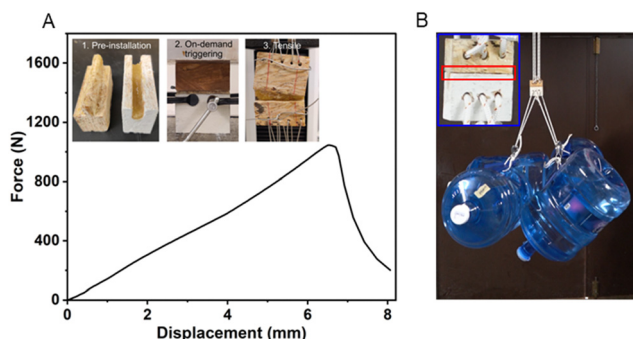 A
B
1. Pre-installation
2. On-demand
triggering
3. Tensile
Force (N)
1600
1200
800
400
0
0
2
4
6
8
Displacement (mm)